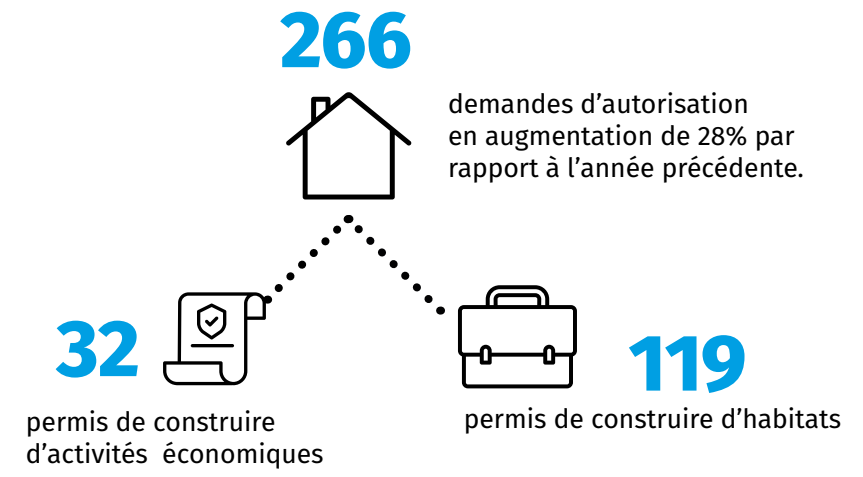 266
demandes d’autorisation
en augmentation de 28% par
rapport à l’année précédente.
32
permis de construire
d’activités  économiques
119
permis de construire d’habitats